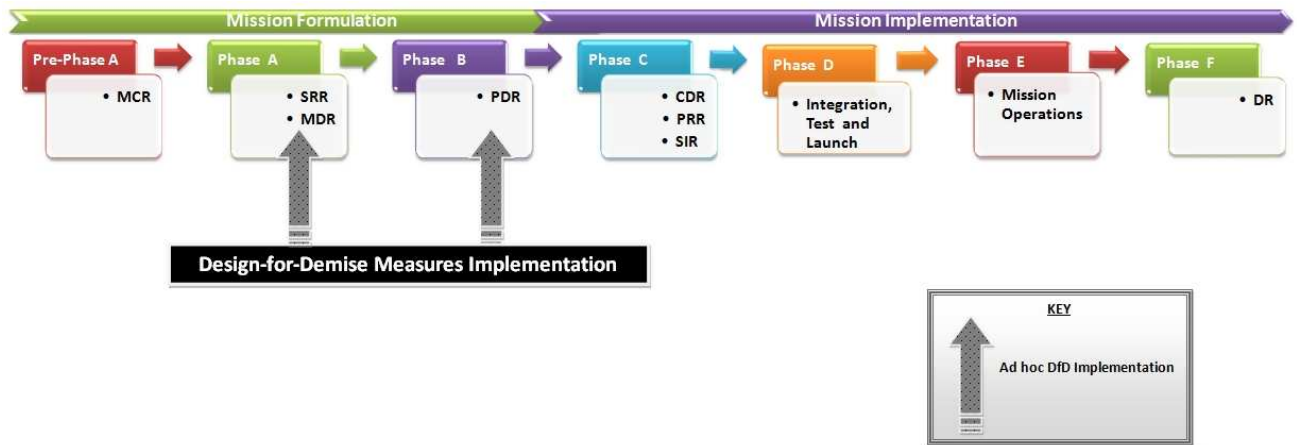 Mission Formulation
Mission Implementation
Pre-Phase A
• MCR
Phase A
• SRR
• MDR
Phase B
• PDR
Phase C
• CDR
• PRR
• SIR
Phase D
• Integration,
Test and
Launch
Phase E
• Mission
Operations
Phase F
• DR
Design-for-Demise Measures Implementation
KEY
Ad hoc DfD Implementation